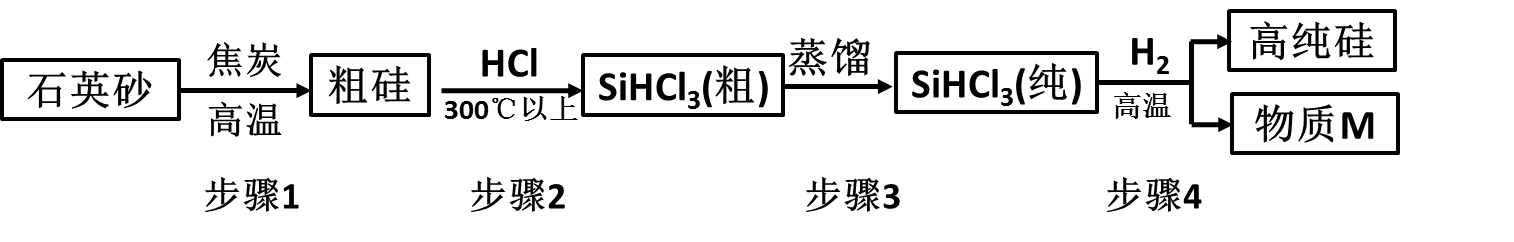 石英砂
焦炭
高温
粗硅
HCl
300℃以上
SiHCl3(粗)
蒸馏
SiHCl3(纯)
H2
高温
高纯硅
物质M
步骤1
步骤2
步骤3
步骤4